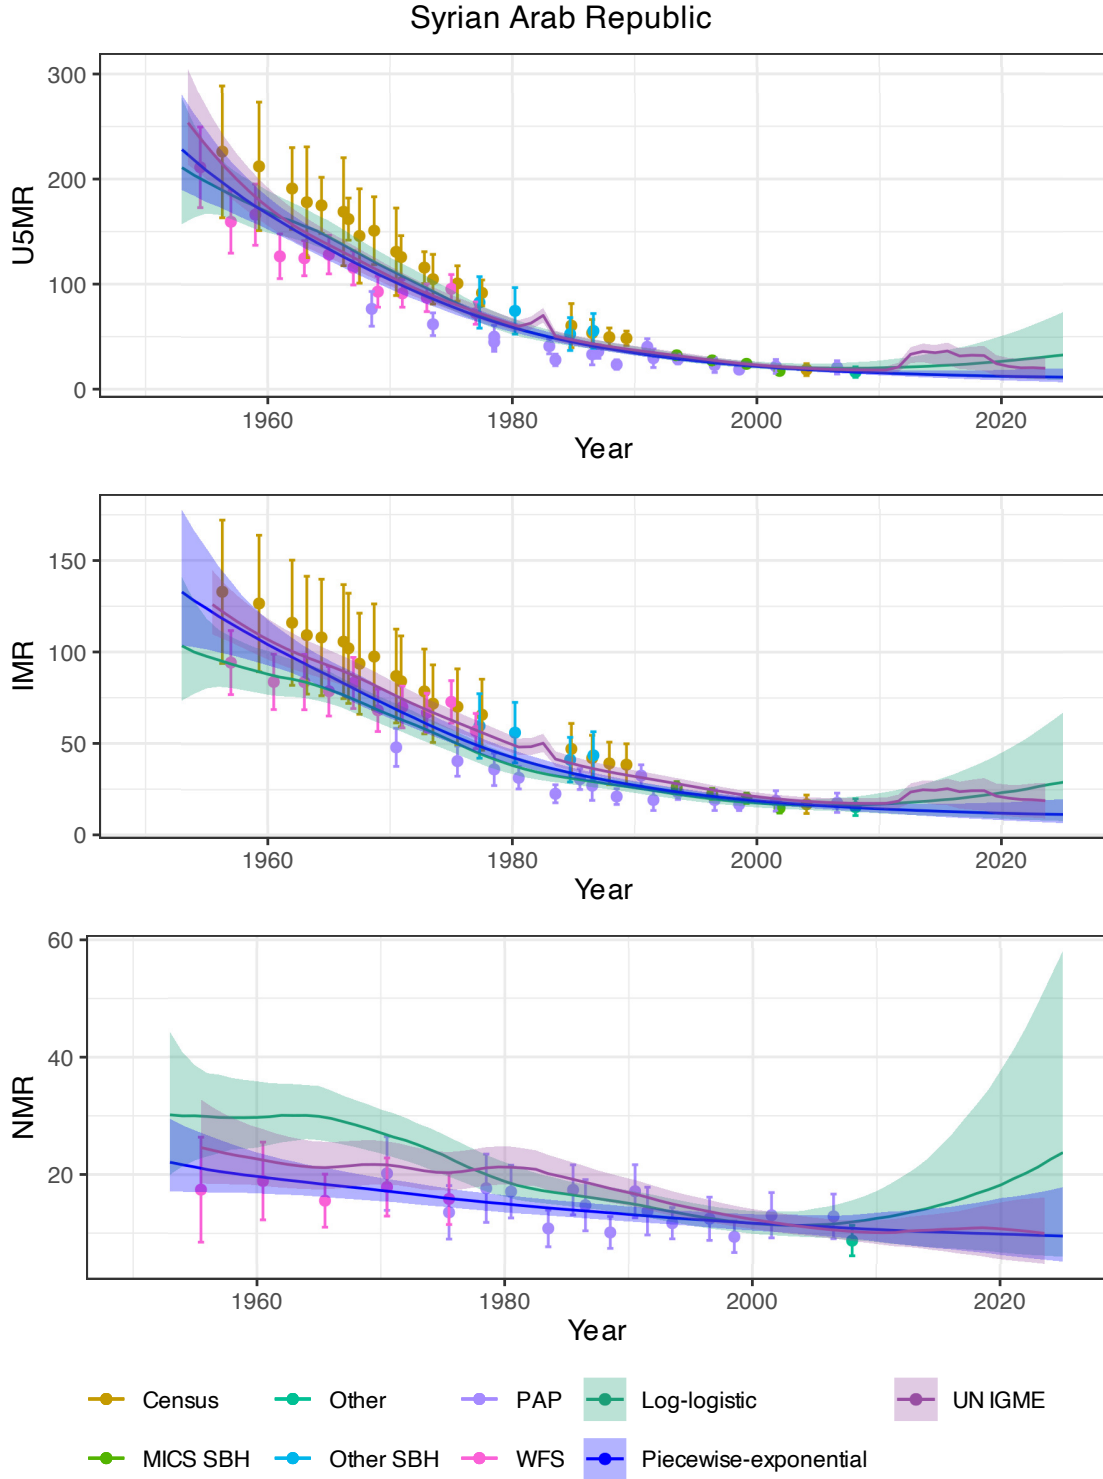 Syrian Arab Republic
300
200
100
0
U5MR
1960
1980
2000
2020
Year
150
100
50
0
IMR
1960
1980
2000
2020
Year
60
40
20
NMR
1960
1980
2000
2020
Year
Census
Other
PAP
Log-logistic
UN IGME
MICS SBH
Other SBH
WFS
Piecewise-exponential